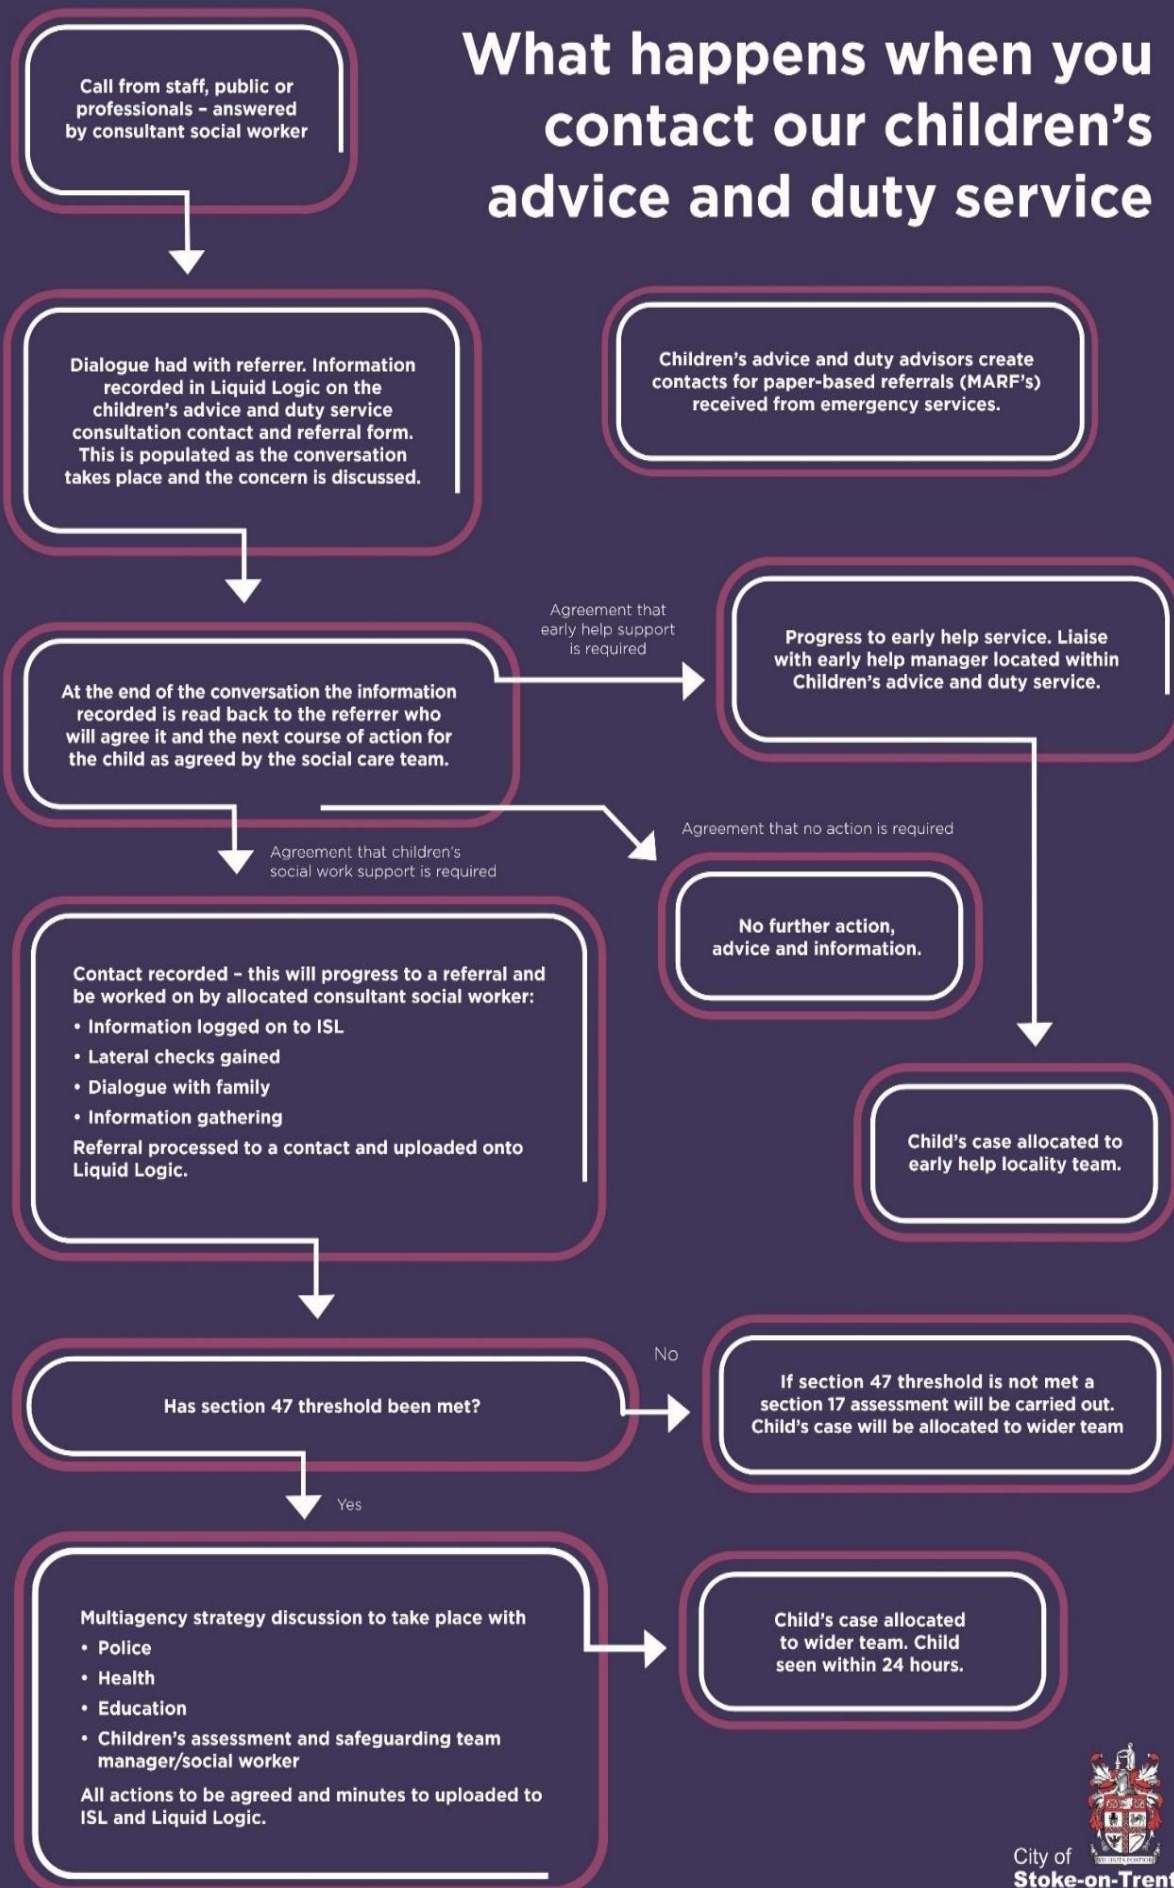 What happens when you
contact our children's
advice and duty service
Call from staff, public or
professionals – answered
by consultant social worker
Dialogue had with referrer. Information
recorded in Liquid Logic on the
children's advice and duty service
consultation contact and referral form.
This is populated as the conversation
takes place and the concern is discussed.
Children's advice and duty advisors create
contacts for paper-based referrals (MARF's)
received from emergency services.
At the end of the conversation the information
recorded is read back to the referrer who
will agree it and the next course of action for
the child as agreed by the social care team.
Agreement that
early help support
is required
Progress to early help service. Liaise
with early help manager located within
Children's advice and duty service.
Agreement that no action is required
No further action,
advice and information.
Child's case allocated to
early help locality team.
Agreement that children's
social work support is required
Contact recorded – this will progress to a referral and
be worked on by allocated consultant social worker:
• Information logged on to ISL
• Lateral checks gained
• Dialogue with family
• Information gathering
Referral processed to a contact and uploaded onto
Liquid Logic.
Has section 47 threshold been met?
No
If section 47 threshold is not met a
section 17 assessment will be carried out.
Child's case will be allocated to wider team
Yes
Multiagency strategy discussion to take place with
• Police
• Health
• Education
• Children's assessment and safeguarding team
manager/social worker
All actions to be agreed and minutes to uploaded to
ISL and Liquid Logic.
Child's case allocated
to wider team. Child
seen within 24 hours.
City of
Stoke-on-Trent